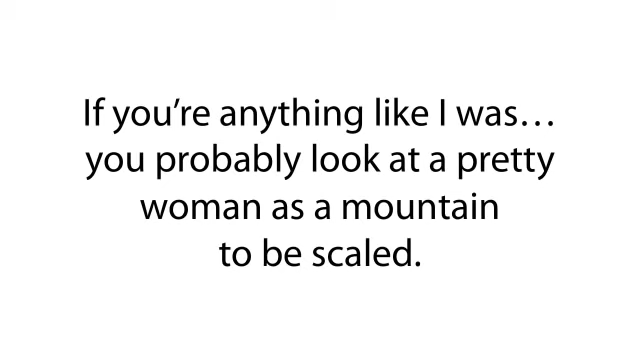 If you’re anything like I was…
you probably look at a pretty
woman as a mountain
to be scaled.